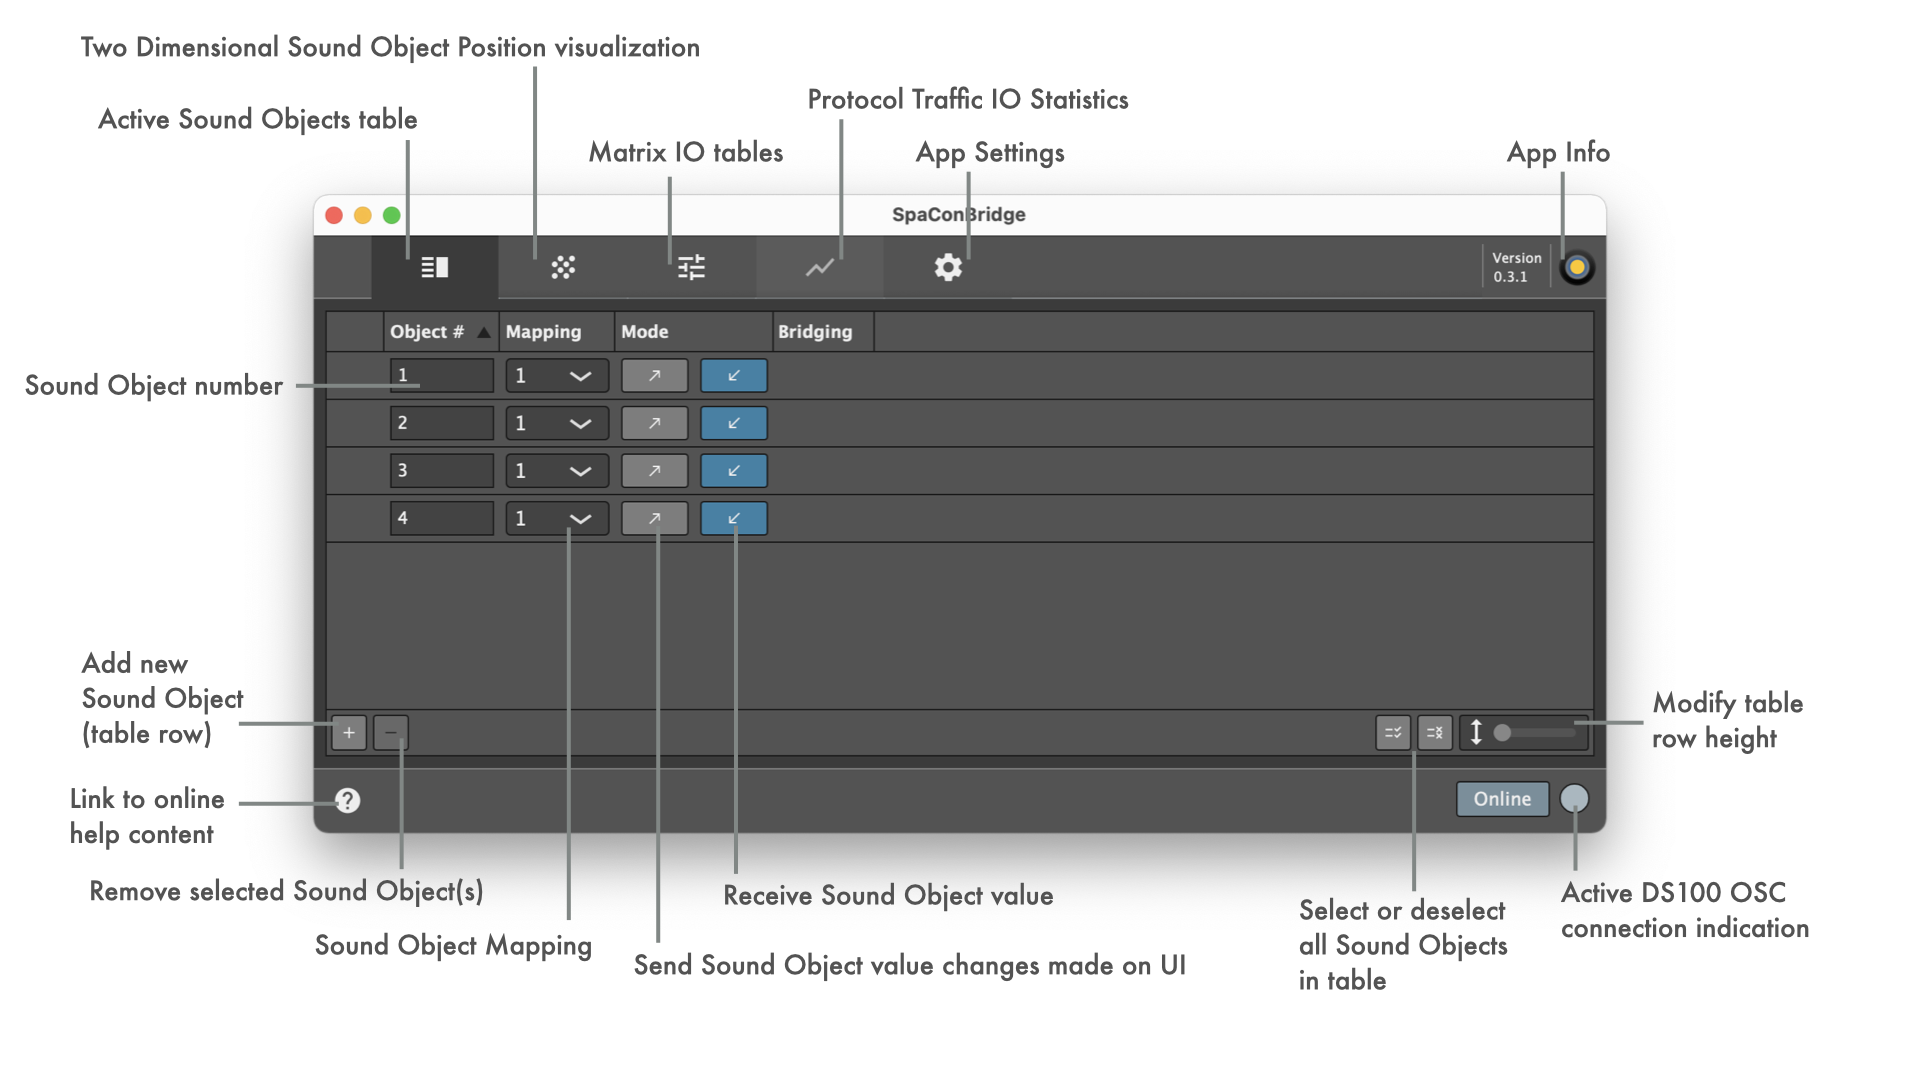 Two Dimensional Sound Object Position visualization
Active Sound Objects table
Protocol Traffic IO Statistics
Matrix IO tables
App Settings
App Info
SpaConBridge
Version
0.3.1
Object #
Mapping
Mode
Bridging
Sound Object number
1
1
2
1
3
1
4
1
Add new
Sound Object
(table row)
Modify table
row height
Link to online
help content
Online
Remove selected Sound Object(s)
Sound Object Mapping
Receive Sound Object value
Send Sound Object value changes made on UI
Select or deselect
all Sound Objects
in table
Active DS100 OSC
connection indication